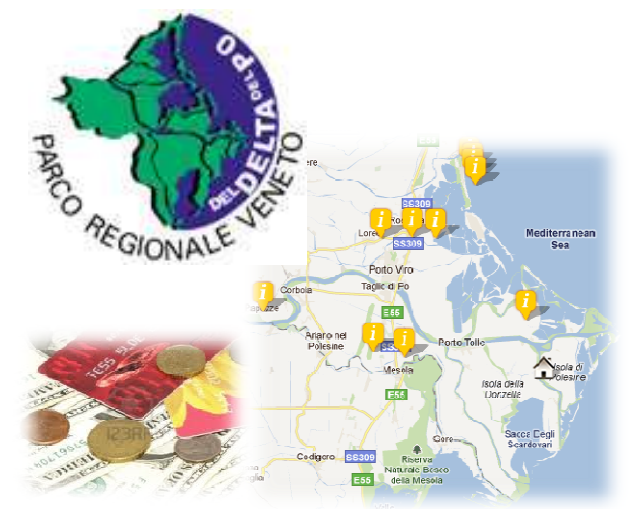 PARCO REGIONALE VENETO
DEL DELTA DEL PO
SS309
Lore
SS309
Mediterranean
Sea
Porto Viro
Taglio di Po
Corbola
E55
Ariano nel
Polesine
Porto Tolle
Mesola
Isola di
Polesine
Isola della
Donzella
E55
Sacca Degli
Scardovari
Goro
Codigoro
SS309
Riserva
Naturale Bosco
della Mesola
E55